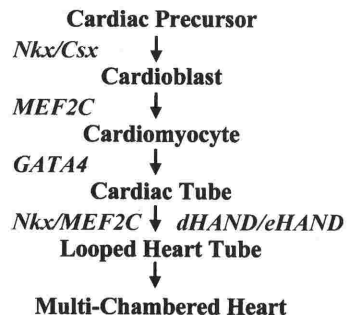 Cardiac Precursor
Nkx/Csx
Cardioblast
MEF2C
Cardiomyocyte
GATA4
Cardiac Tube
Nkx/MEF2C dHAND/eHAND
Looped Heart Tube
Multi-Chambered Heart